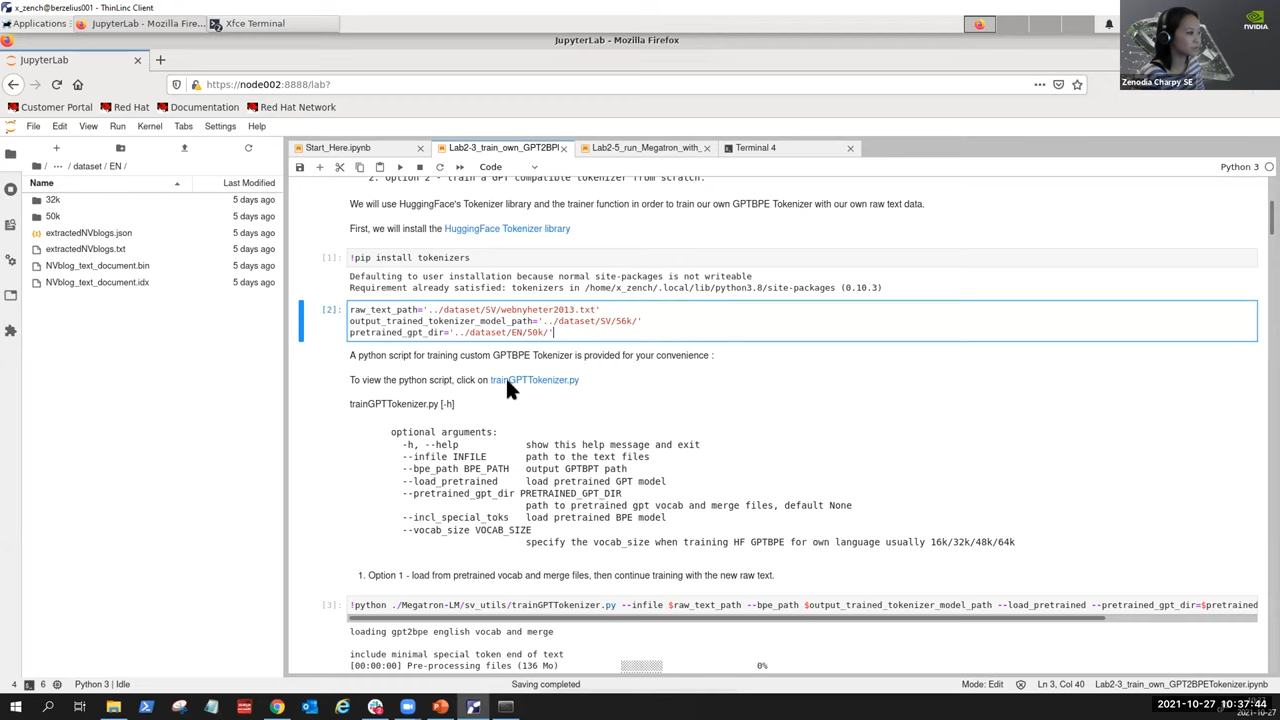 x_zench@berzelius001 - ThinLinc Client
Applications
JupyterLab - Mozilla Fire...
Xfce Terminal
JupyterLab - Mozilla Firefox
NVIDIA
Zenodia Charpy SE
JupyterLab
https://node002:8888/lab?
Customer Portal
Red Hat
Documentation
Red Hat Network
File Edit View Run Kernel Tabs Settings Help
Start_Here.ipynb
Lab2-3_train_own_GPT2BPI
Lab2-5_run_Megatron_with_
Terminal 4
/ ··· / dataset / EN /
Code
Python 3
Name Last Modified
32k 5 days ago
50k 5 days ago
extractedNVblogs.json 5 days ago
extractedNVblogs.txt 5 days ago
NVblog_text_document.bin 5 days ago
NVblog_text_document.idx 5 days ago
2. Option 2 - train a GPT compatible tokenizer from scratch.
We will use HuggingFace's Tokenizer library and the trainer function in order to train our own GPTBPE Tokenizer with our own raw text data.
First, we will install the HuggingFace Tokenizer library
[1]: !pip install tokenizers
Defaulting to user installation because normal site-packages is not writeable
Requirement already satisfied: tokenizers in /home/x_zench/.local/lib/python3.8/site-packages (0.10.3)
[2]: raw_text_path='../dataset/SV/webnyheter2013.txt'
output_trained_tokenizer_model_path='../dataset/SV/56k/'
pretrained_gpt_dir='../dataset/EN/50k/'
A python script for training custom GPTBPE Tokenizer is provided for your convenience :
To view the python script, click on trainGPTTokenizer.py
trainGPTTokenizer.py [-h]
optional arguments:
-h, --help show this help message and exit
--infile INFILE path to the text files
--bpe_path BPE_PATH output GPTBPT path
--load_pretrained load pretrained GPT model
--pretrained_gpt_dir PRETRAINED_GPT_DIR
path to pretrained gpt vocab and merge files, default None
--incl_special_toks load pretrained BPE model
--vocab_size VOCAB_SIZE
specify the vocab_size when training HF GPTBPE for own language usually 16k/32k/48k/64k
1. Option 1 - load from pretrained vocab and merge files, then continue training with the new raw text.
[3]: !python ./Megatron-LM/sv_utils/trainGPTTokenizer.py --infile $raw_text_path --bpe_path $output_trained_tokenizer_model_path --load_pretrained --pretrained_gpt_dir=$pretrained
loading gpt2bpe english vocab and merge
include minimal special token end of text
[00:00:00] Pre-processing files (136 Mo) 0%
4 6 Python 3 | Idle
Saving completed
Mode: Edit
Ln 3, Col 40
Lab2-3_train_own_GPT2BPETokenizer.ipynb
2021-10-27 10:37:44